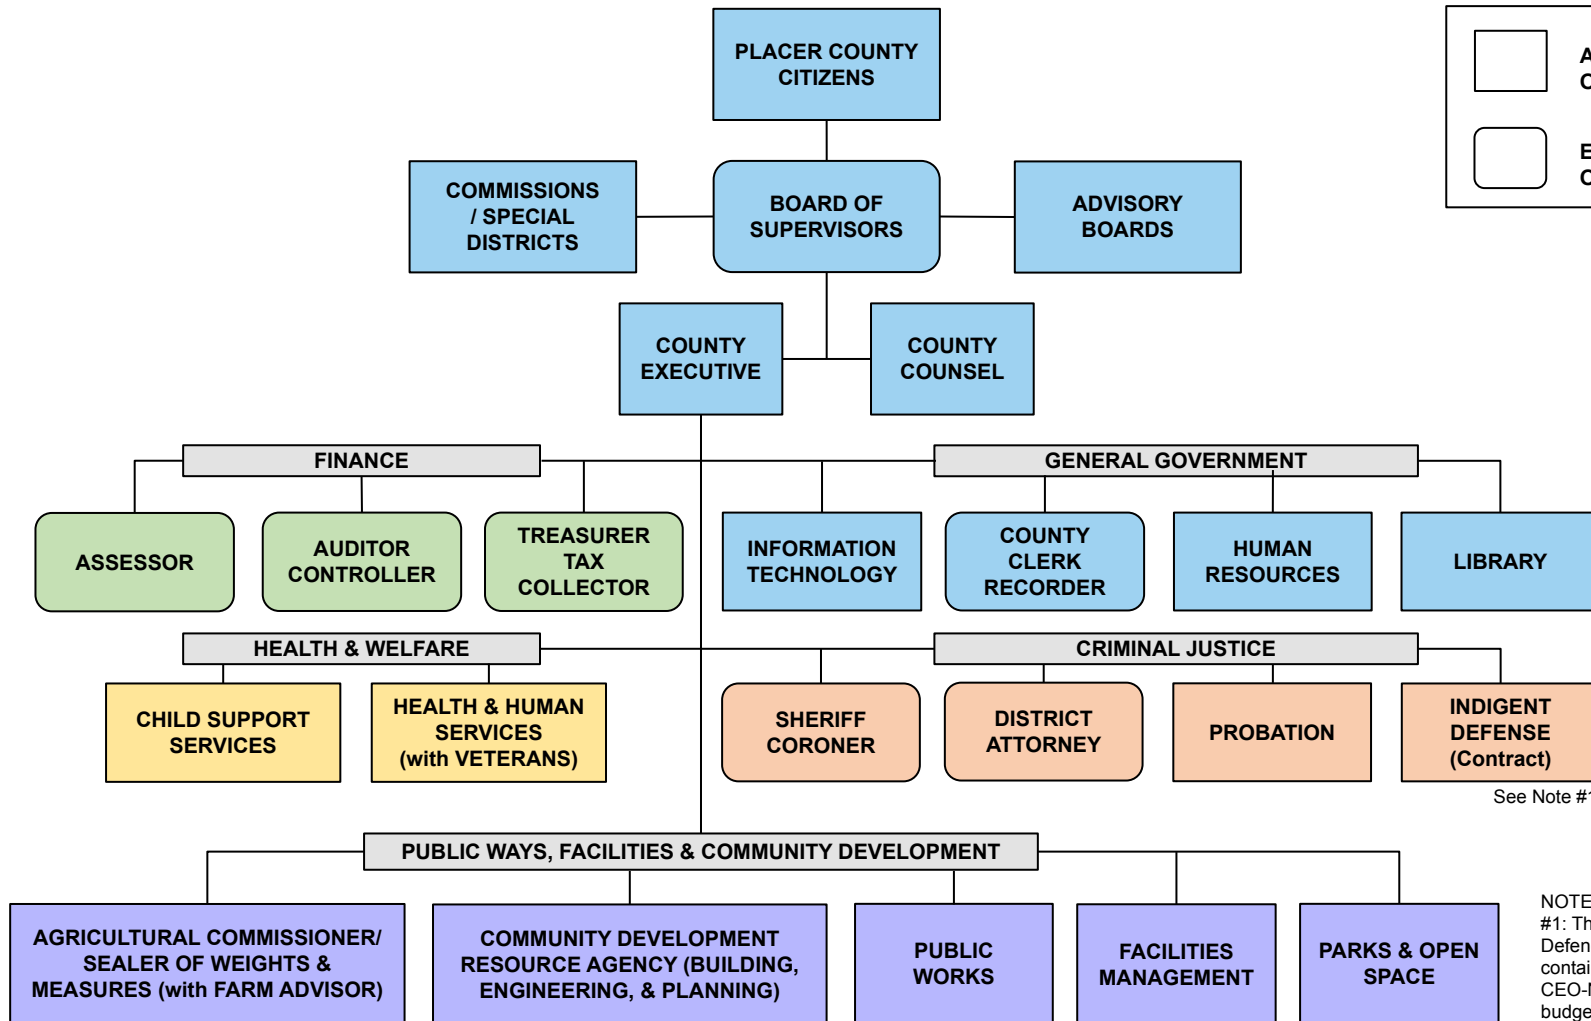 PLACER COUNTY
CITIZENS
COMMISSIONS
/ SPECIAL
DISTRICTS
BOARD OF
SUPERVISORS
ADVISORY
BOARDS
COUNTY
EXECUTIVE
COUNTY
COUNSEL
FINANCE
GENERAL GOVERNMENT
ASSESSOR
AUDITOR
CONTROLLER
TREASURER
TAX
COLLECTOR
INFORMATION
TECHNOLOGY
COUNTY
CLERK
RECORDER
HUMAN
RESOURCES
LIBRARY
HEALTH & WELFARE
CRIMINAL JUSTICE
CHILD SUPPORT
SERVICES
HEALTH & HUMAN
SERVICES
(with VETERANS)
SHERIFF
CORONER
DISTRICT
ATTORNEY
PROBATION
INDIGENT
DEFENSE
(Contract)
See Note #1
PUBLIC WAYS, FACILITIES & COMMUNITY DEVELOPMENT
AGRICULTURAL COMMISSIONER/
SEALER OF WEIGHTS &
MEASURES (with FARM ADVISOR)
COMMUNITY DEVELOPMENT
RESOURCE AGENCY (BUILDING,
ENGINEERING, & PLANNING)
PUBLIC
WORKS
FACILITIES
MANAGEMENT
PARKS & OPEN
SPACE
NOTE
#1: